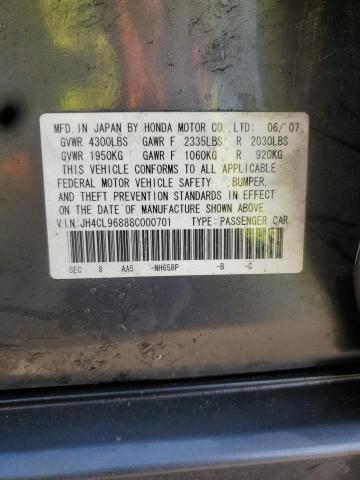 MFD. IN JAPAN BY HONDA MOTOR CO., LTD: 06/'07
GVWR 4300LBS GAWR F 2335LBS R 2030LBS
GVWR 1950KG GAWR F 1060KG R 920KG
THIS VEHICLE CONFORMS TO ALL APPLICABLE
FEDERAL MOTOR VEHICLE SAFETY ,BUMPER,
AND THEFT PREVENTION STANDARDS IN EFFECT
ON THE DATE OF MANUFACTURE SHOWN ABOVE.
V.I.N.:JH4CL96888C000701 TYPE: PASSENGER CAR
SEC 8 AA5 -NH658P -B -C